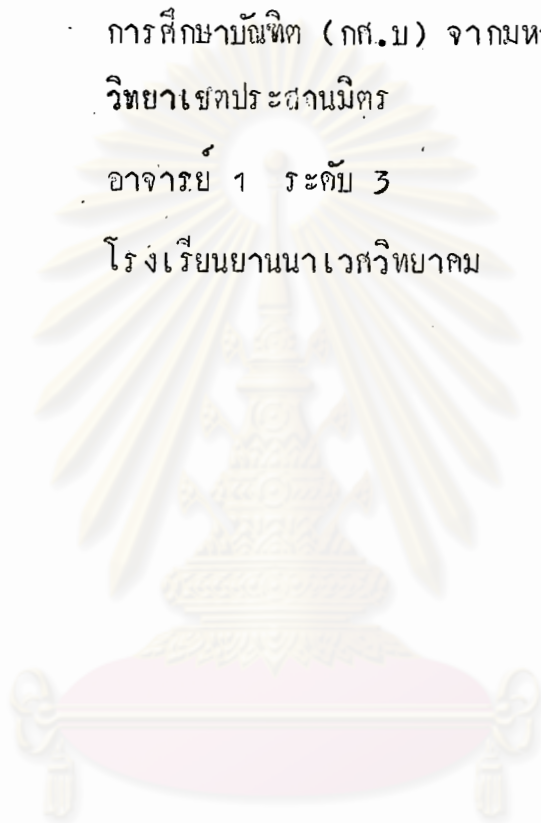 การศึกษาบัณฑิต (กศ.บ) จากมห
วิทยาเขตประสานมิตร
อาจารย์ 1 ระดับ 3
โรงเรียนยานนาเวศวิทยาคม